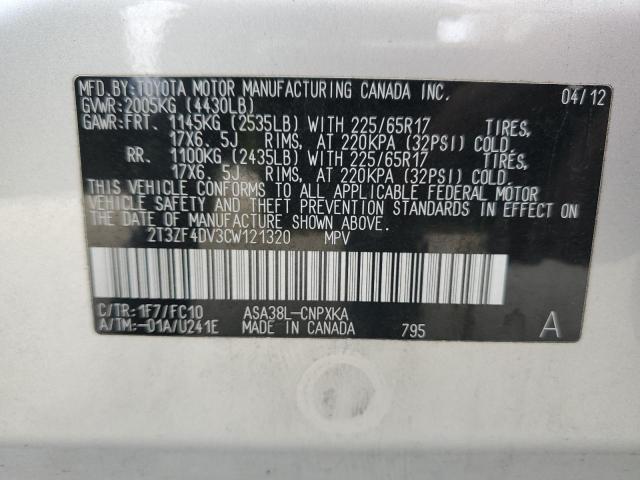 MFD.BY:TOYOTA MOTOR MANUFACTURING CANADA INC. 04/12
GVWR:2005KG (4430LB)
GAWR:FRT. 1145KG (2535LB) WITH 225/65R17 TIRES,
17X6. 5J RIMS, AT 220KPA (32PSI) COLD.
RR. 1100KG (2435LB) WITH 225/65R17 TIRES,
17X6. 5J RIMS, AT 220KPA (32PSI) COLD.
THIS VEHICLE CONFORMS TO ALL APPLICABLE FEDERAL MOTOR
VEHICLE SAFETY AND THEFT PREVENTION STANDARDS IN EFFECT ON
THE DATE OF MANUFACTURE SHOWN ABOVE.
2T3ZF4DV3CW121320 MPV
C/TR:1F7/FC10 ASA38L-CNPXKA
A/TM:-01A/U241E MADE IN CANADA 795 A